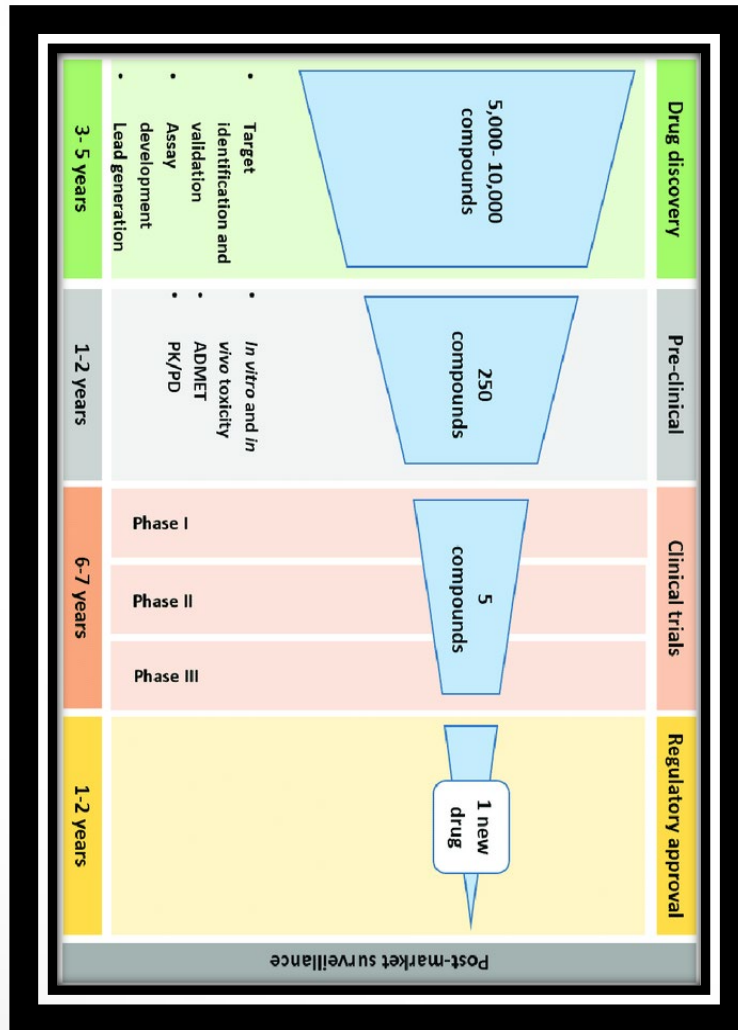 Drug discovery
5,000- 10,000
compounds
• Target
identification and
validation
• Assay
development
• Lead generation
3- 5 years
Pre-clinical
250
compounds
• In vitro and in
vivo toxicity
• ADMET
• PK/PD
1-2 years
Clinical trials
5
compounds
Phase I
Phase II
Phase III
6-7 years
Regulatory approval
1 new
drug
1-2 years
Post-market surveillance